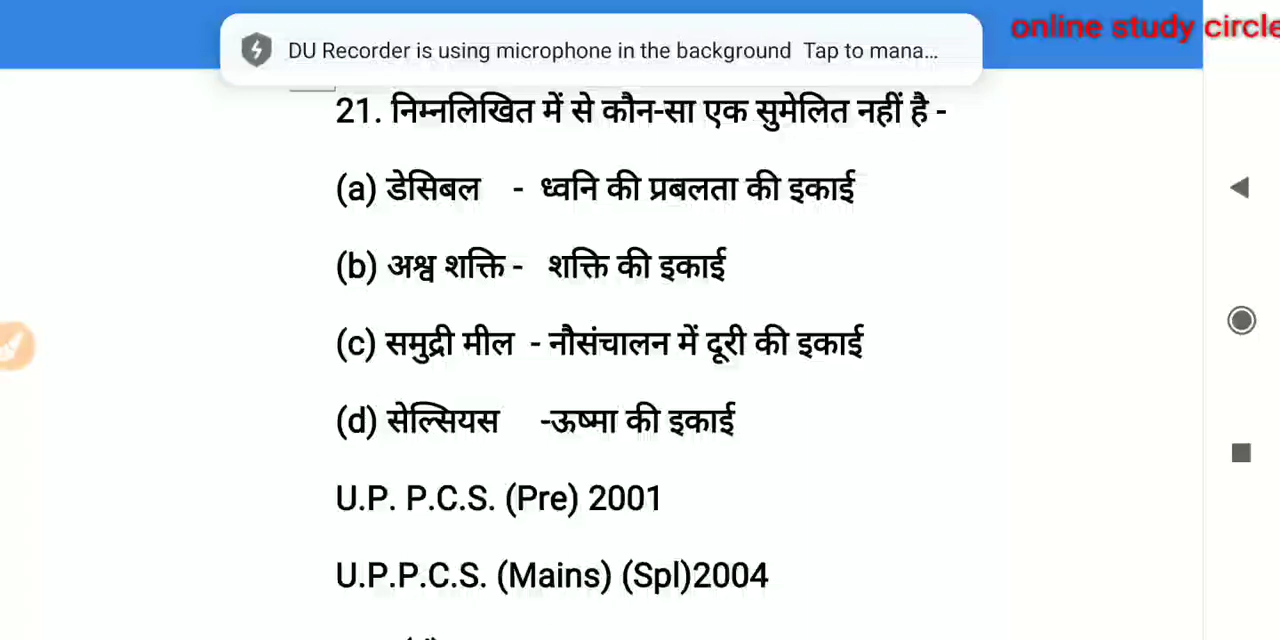 online study circle
DU Recorder is using microphone in the background Tap to mana...
21. निम्नलिखित में से कौन-सा एक सुमेलित नहीं है -
(a) डेसिबल - ध्वनि की प्रबलता की इकाई
(b) अश्व शक्ति - शक्ति की इकाई
(c) समुद्री मील - नौसंचालन में दूरी की इकाई
(d) सेल्सियस -ऊष्मा की इकाई
U.P. P.C.S. (Pre) 2001
U.P.P.C.S. (Mains) (Spl)2004